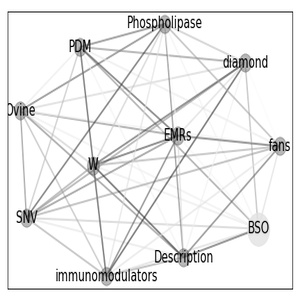 Phospholipase
PDM
diamond
Ovine
EMRs
fans
W
SNV
BSO
Description
immunomodulators